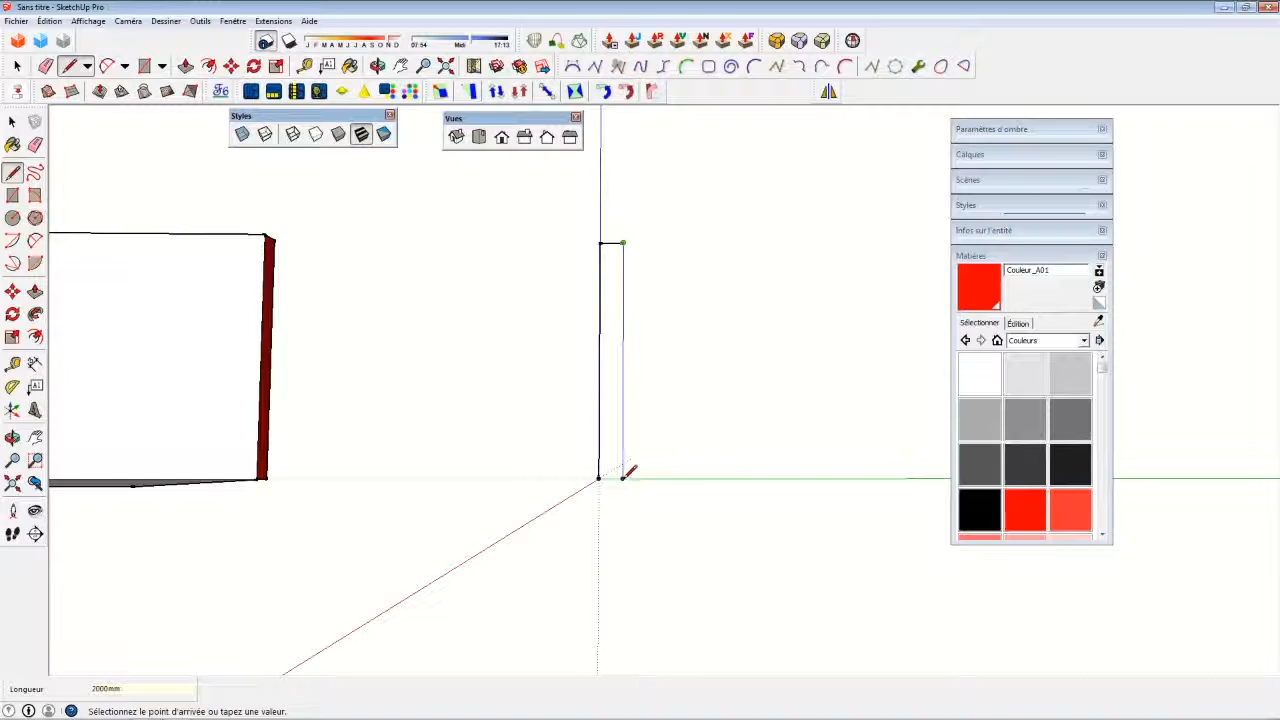 Sans titre - SketchUp Pro
Fichier Édition Affichage Caméra Dessiner Outils Fenêtre Extensions Aide
J F M A M J J A S O N D 07:54 Midi 17:13
Styles
Vues
Paramètres d'ombre
Calques
Scènes
Styles
Infos sur l'entité
Matières
Couleur_A01
Sélectionner Édition
Couleurs
Longueur 2000mm
Sélectionnez le point d'arrivée ou tapez une valeur.